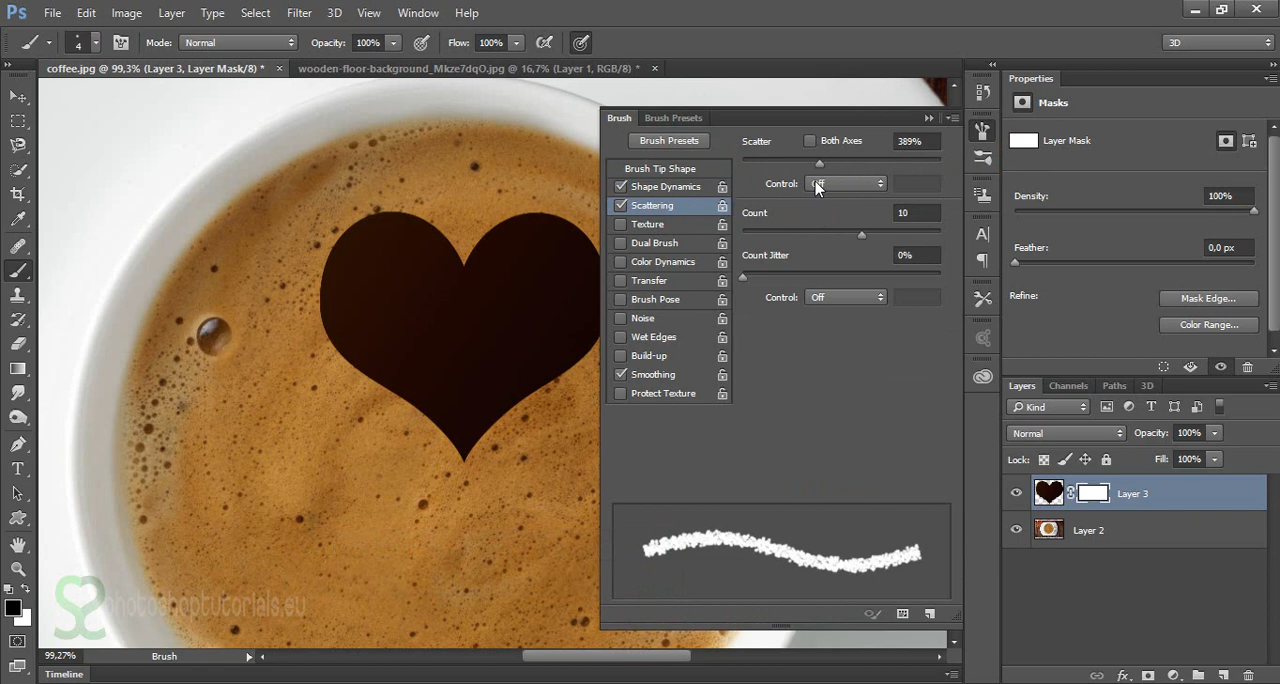 Ps File Edit Image Layer Type Select Filter 3D View Window Help
4 Mode: Normal Opacity: 100% Flow: 100% 3D
coffee.jpg @ 99,3% (Layer 3, Layer Mask/8) * × wooden-floor-background_Mkze7dqO.jpg @ 16,7% (Layer 1, RGB/8) * ×
Brush Brush Presets
Brush Presets
Brush Tip Shape
Shape Dynamics
Scattering
Texture
Dual Brush
Color Dynamics
Transfer
Brush Pose
Noise
Wet Edges
Build-up
Smoothing
Protect Texture
Scatter Both Axes 389%
Control: Off
Count 10
Count Jitter 0%
Control: Off
Properties
Masks
Layer Mask
Density: 100%
Feather: 0,0 px
Refine: Mask Edge...
Color Range...
Layers Channels Paths 3D
Kind
Normal Opacity: 100%
Lock: Fill: 100%
Layer 3
Layer 2
photoshoptutorials.eu
99,27% Brush
Timeline